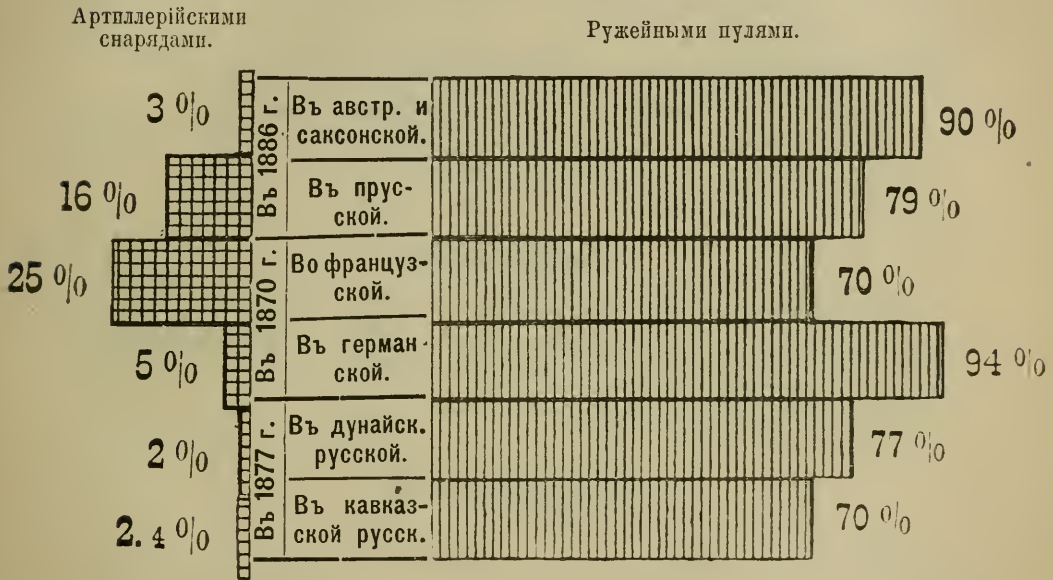 Артиллерійскими
снарядами.
Ружейными пулями.
Въ 1886 г.
3 %
Въ австр. и
саксонской.
90 %
16 %
Въ прус-
ской.
79 %
Въ 1870 г.
25 %
Во француз-
ской.
70 %
5 %
Въ герман-
ской.
94 %
Въ 1877 г.
2 %
Въ дунайск.
русской.
77 %
2.4 %
Въ кавказ-
ской русск.
70 %